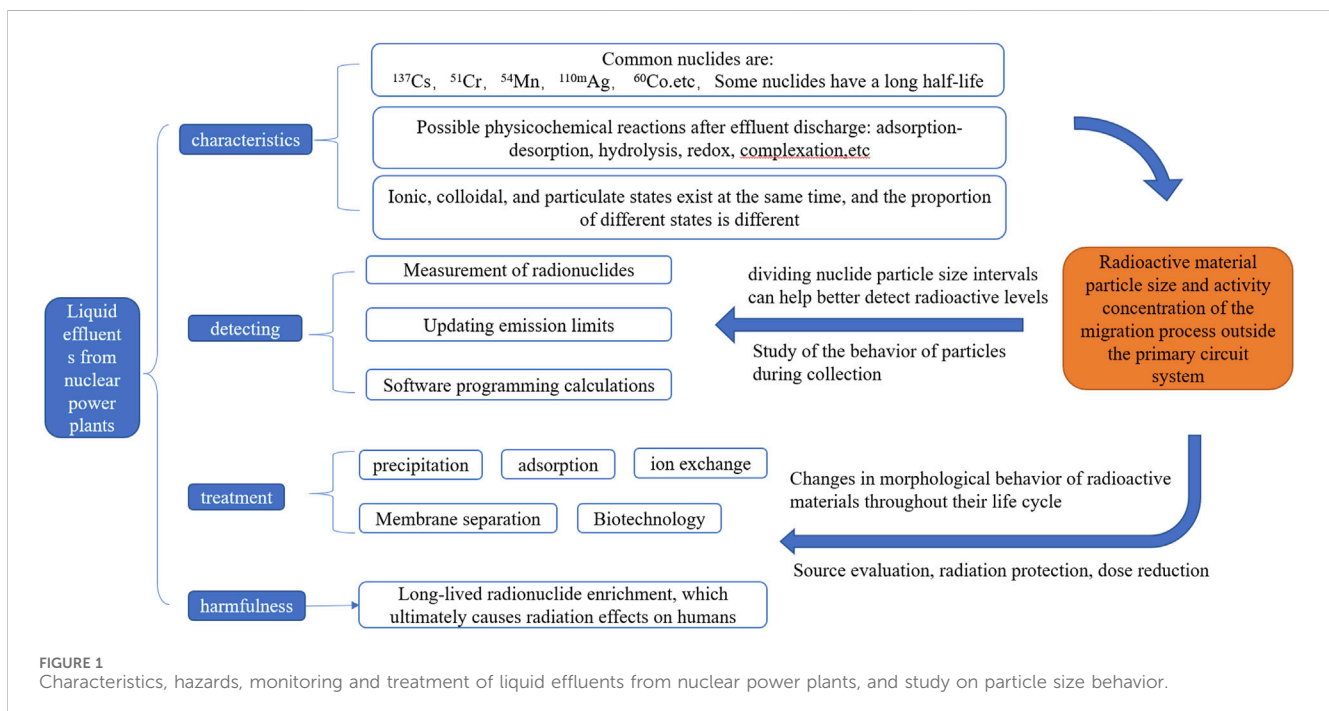 Common nuclides are:
¹³⁷Cs, ⁵¹Cr, ⁵⁴Mn, ¹¹⁰ᵐAg, ⁶⁰Co.etc, Some nuclides have a long half-life
characteristics
Possible physicochemical reactions after effluent discharge: adsorption-
desorption, hydrolysis, redox, complexation,etc
Ionic, colloidal, and particulate states exist at the same time, and the proportion
of different states is different
Liquid
effluent
s from
nuclear
power
plants
detecting
Measurement of radionuclides
Updating emission limits
Software programming calculations
dividing nuclide particle size intervals
can help better detect radioactive levels
Study of the behavior of particles
during collection
Radioactive material
particle size and activity
concentration of the
migration process outside
the primary circuit
system
treatment
precipitation
adsorption
ion exchange
Membrane separation
Biotechnology
Changes in morphological behavior of radioactive
materials throughout their life cycle
Source evaluation, radiation protection, dose reduction
harmfulness
Long-lived radionuclide enrichment, which
ultimately causes radiation effects on humans
FIGURE 1
Characteristics, hazards, monitoring and treatment of liquid effluents from nuclear power plants, and study on particle size behavior.